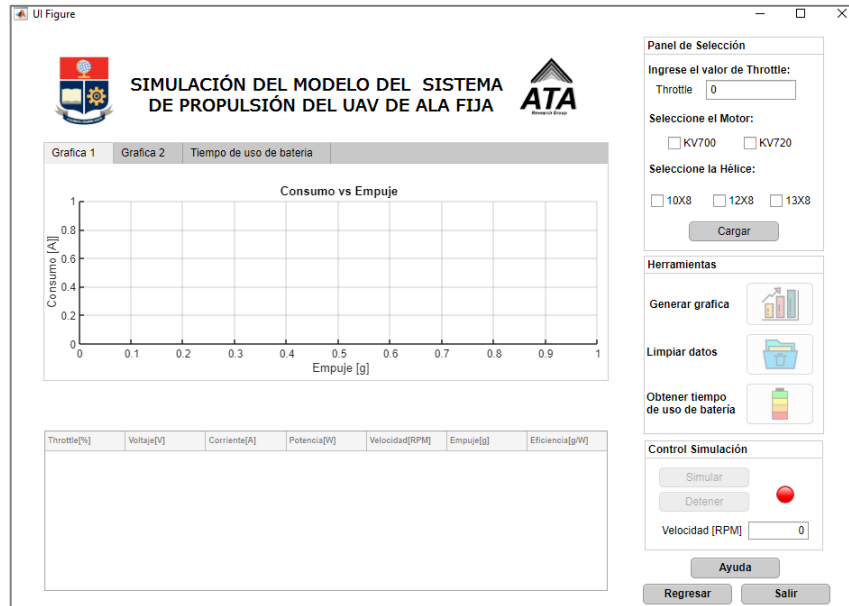 UI Figure
SIMULACIÓN DEL MODELO DEL SISTEMA
DE PROPULSIÓN DEL UAV DE ALA FIJA
ATA
Research Group
Grafica 1
Grafica 2
Tiempo de uso de bateria
Consumo vs Empuje
Consumo [A]]
1
0.8
0.6
0.4
0.2
0
0
0.1
0.2
0.3
0.4
0.5
0.6
0.7
0.8
0.9
1
Empuje [g]
Throttle[%]
Voltaje[V]
Corriente[A]
Potencia[W]
Velocidad[RPM]
Empuje[g]
Eficiencia[g/W]
Panel de Selección
Ingrese el valor de Throttle:
Throttle 0
Seleccione el Motor:
KV700 KV720
Seleccione la Hélice:
10X8 12X8 13X8
Cargar
Herramientas
Generar grafica
Limpiar datos
Obtener tiempo
de uso de batería
Control Simulación
Simular
Detener
Velocidad [RPM] 0
Ayuda
Regresar Salir